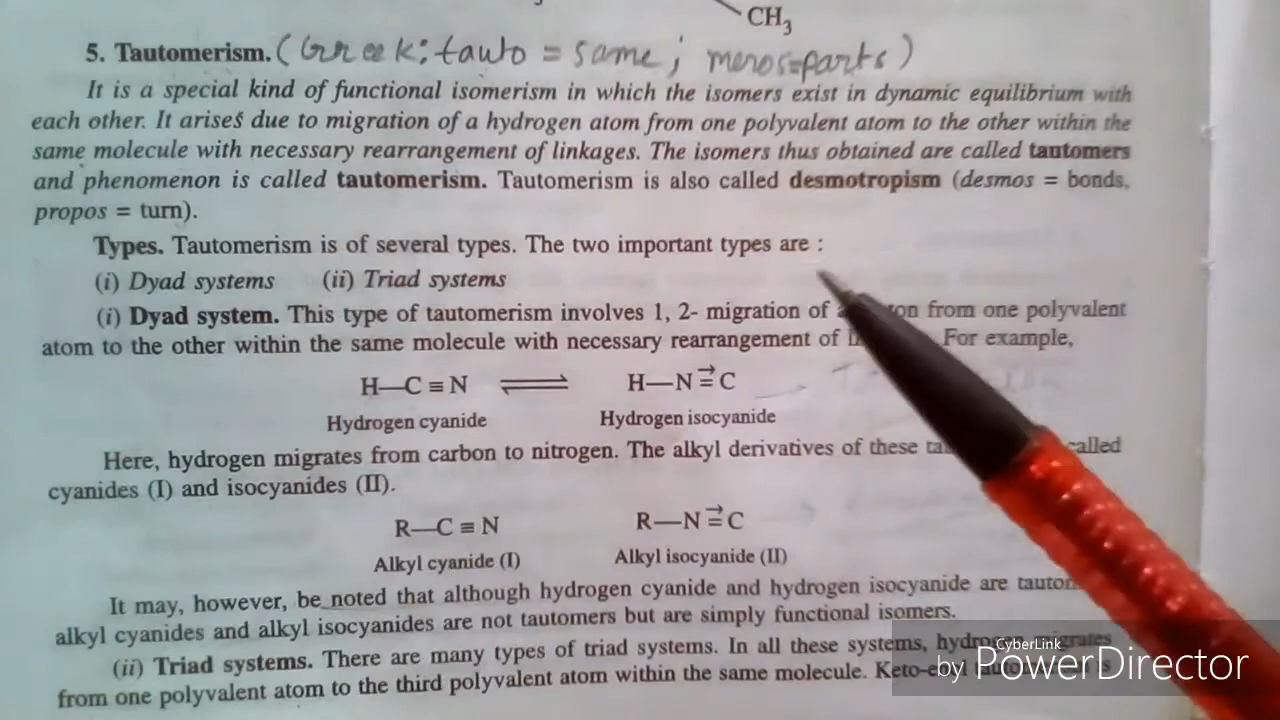 CH₃
5. Tautomerism. (Greek: tauto = same; meros=parts)
It is a special kind of functional isomerism in which the isomers exist in dynamic equilibrium with
each other. It arises due to migration of a hydrogen atom from one polyvalent atom to the other within the
same molecule with necessary rearrangement of linkages. The isomers thus obtained are called tautomers
and phenomenon is called tautomerism. Tautomerism is also called desmotropism (desmos = bonds,
propos = turn).
Types. Tautomerism is of several types. The two important types are :
(i) Dyad systems (ii) Triad systems
(i) Dyad system. This type of tautomerism involves 1, 2- migration of from one polyvalent
atom to the other within the same molecule with necessary rearrangement of For example,
H—C≡N ⇌ H—N⩱C
Hydrogen cyanide Hydrogen isocyanide
Here, hydrogen migrates from carbon to nitrogen. The alkyl derivatives of these called
cyanides (I) and isocyanides (II).
R—C≡N R—N⩱C
Alkyl cyanide (I) Alkyl isocyanide (II)
It may, however, be noted that although hydrogen cyanide and hydrogen isocyanide are
alkyl cyanides and alkyl isocyanides are not tautomers but are simply functional isomers.
(ii) Triad systems. There are many types of triad systems. In all these systems, migrates
from one polyvalent atom to the third polyvalent atom within the same molecule.
CyberLink
by PowerDirector